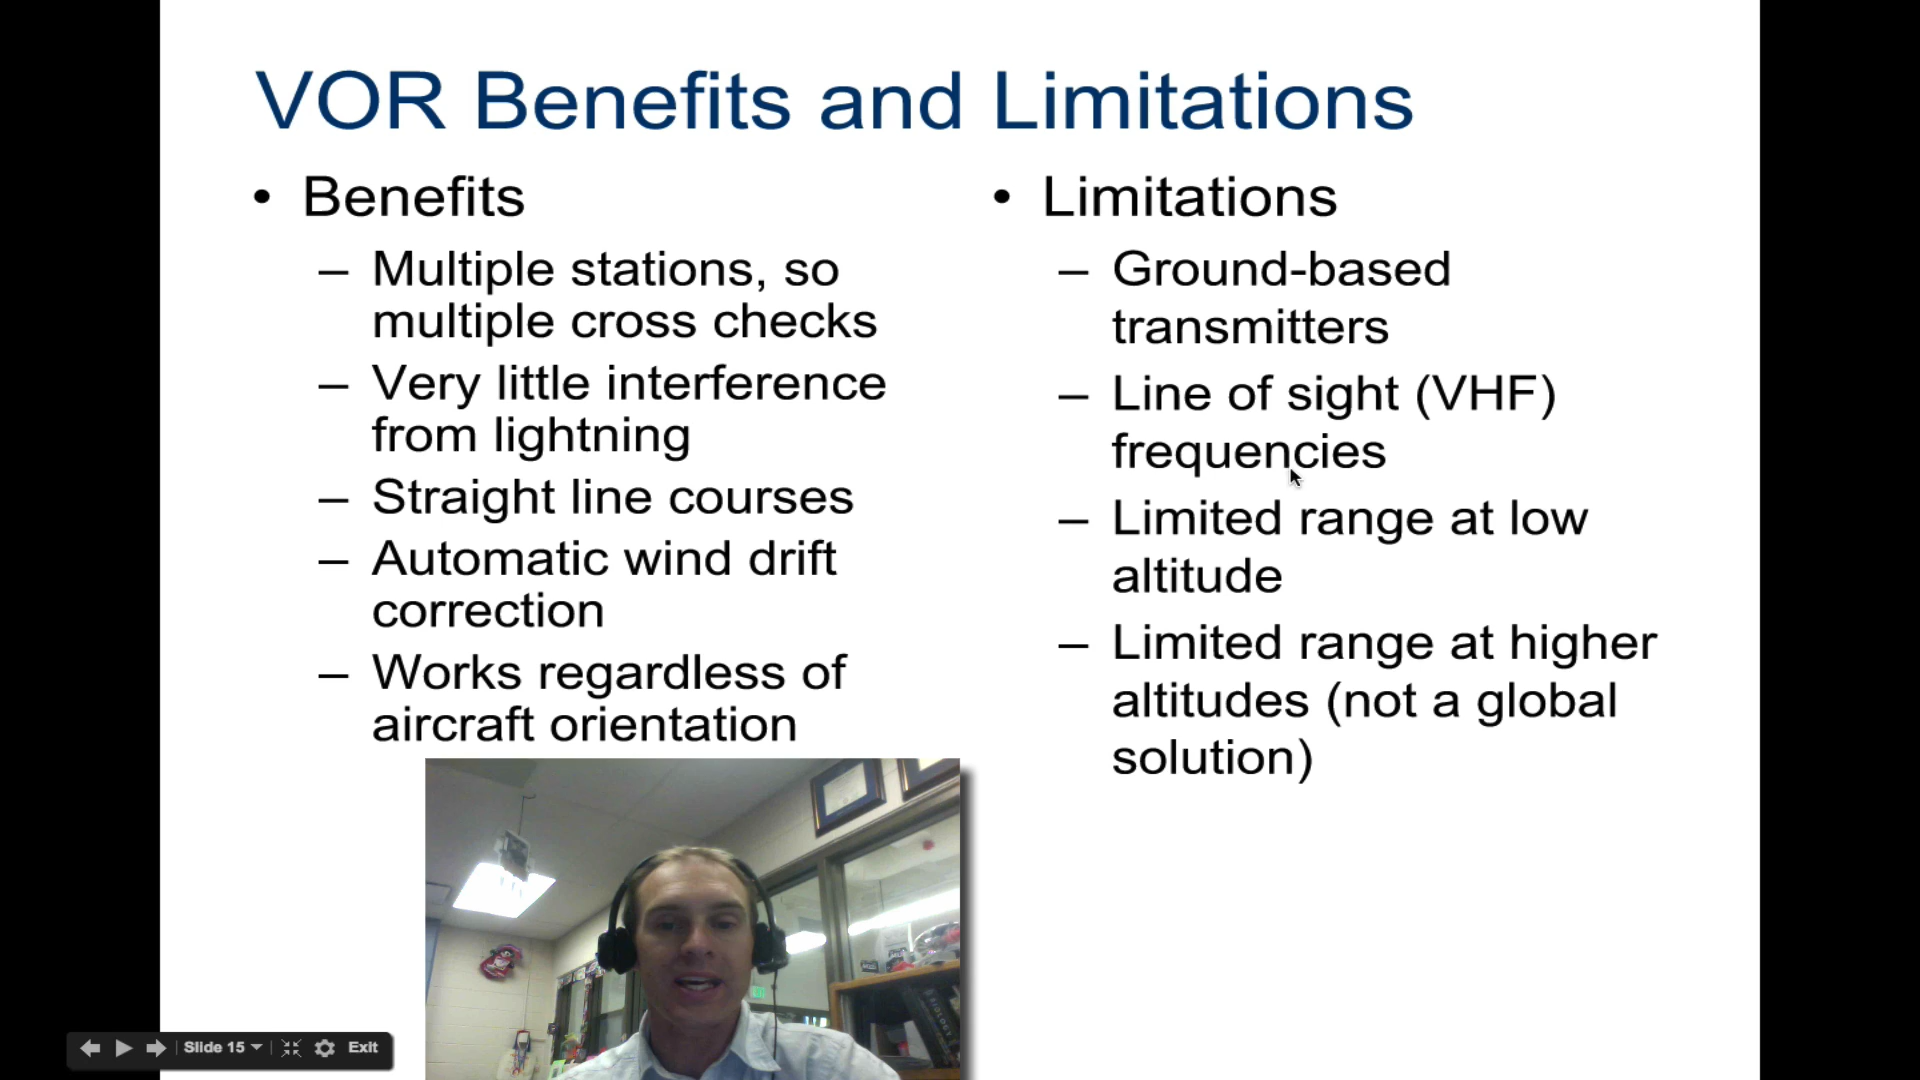 VOR Benefits and Limitations
• Benefits
– Multiple stations, so
multiple cross checks
– Very little interference
from lightning
– Straight line courses
– Automatic wind drift
correction
– Works regardless of
aircraft orientation
• Limitations
– Ground-based
transmitters
– Line of sight (VHF)
frequencies
– Limited range at low
altitude
– Limited range at higher
altitudes (not a global
solution)
Slide 15
Exit
BIOLOGY